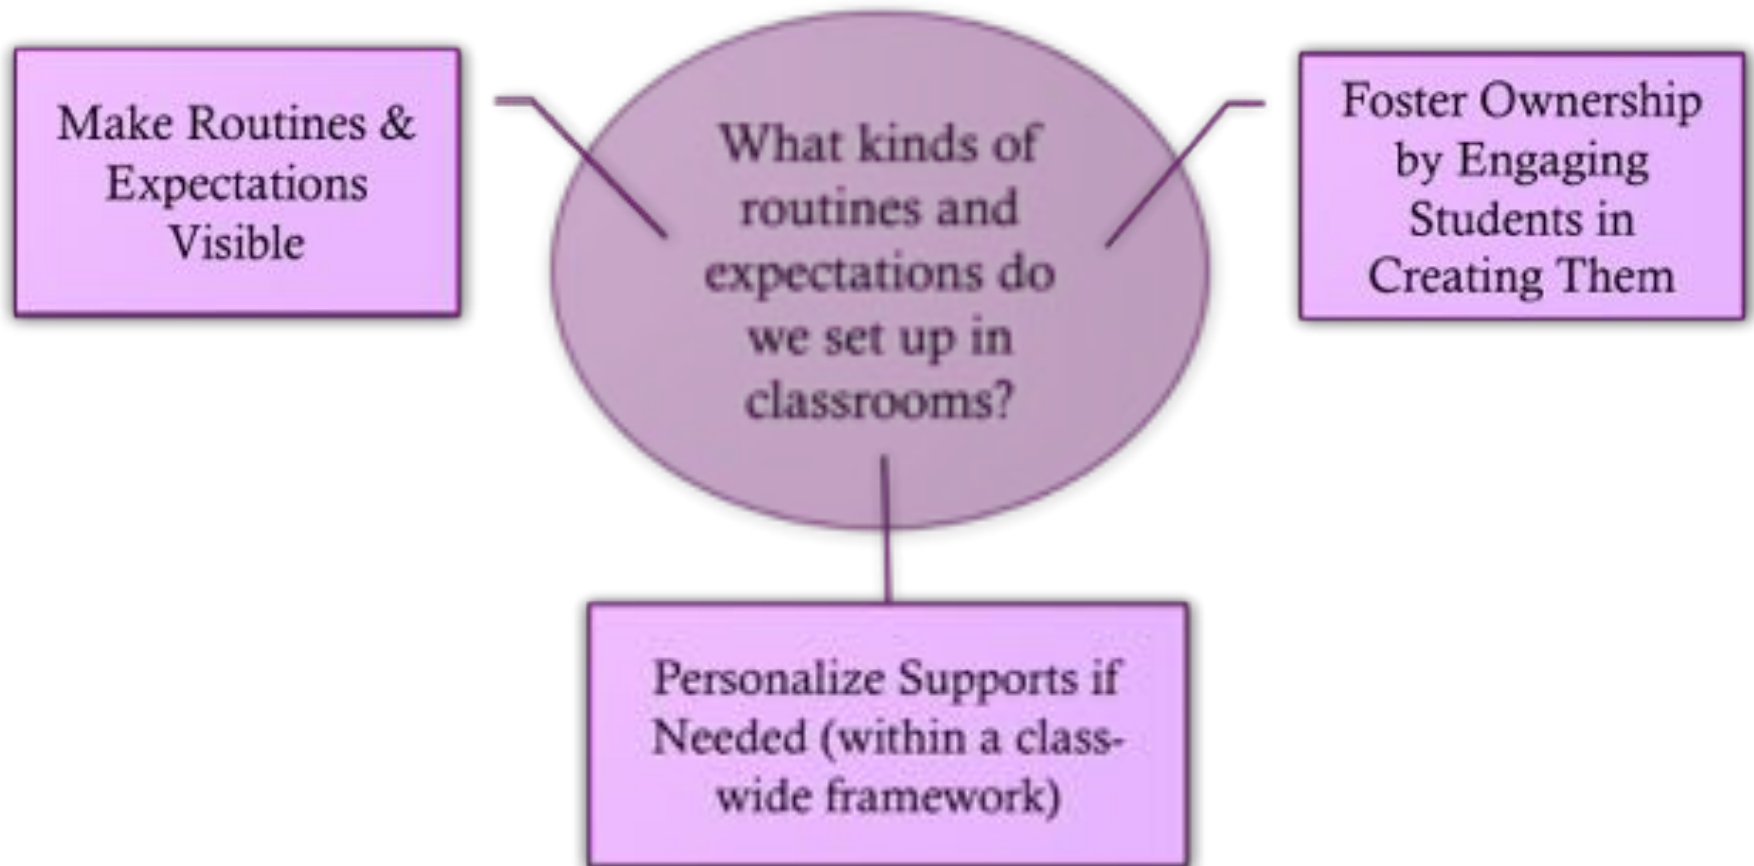 Make Routines &
Expectations
Visible
What kinds of
routines and
expectations do
we set up in
classrooms?
Foster Ownership
by Engaging
Students in
Creating Them
Personalize Supports if
Needed (within a class-
wide framework)